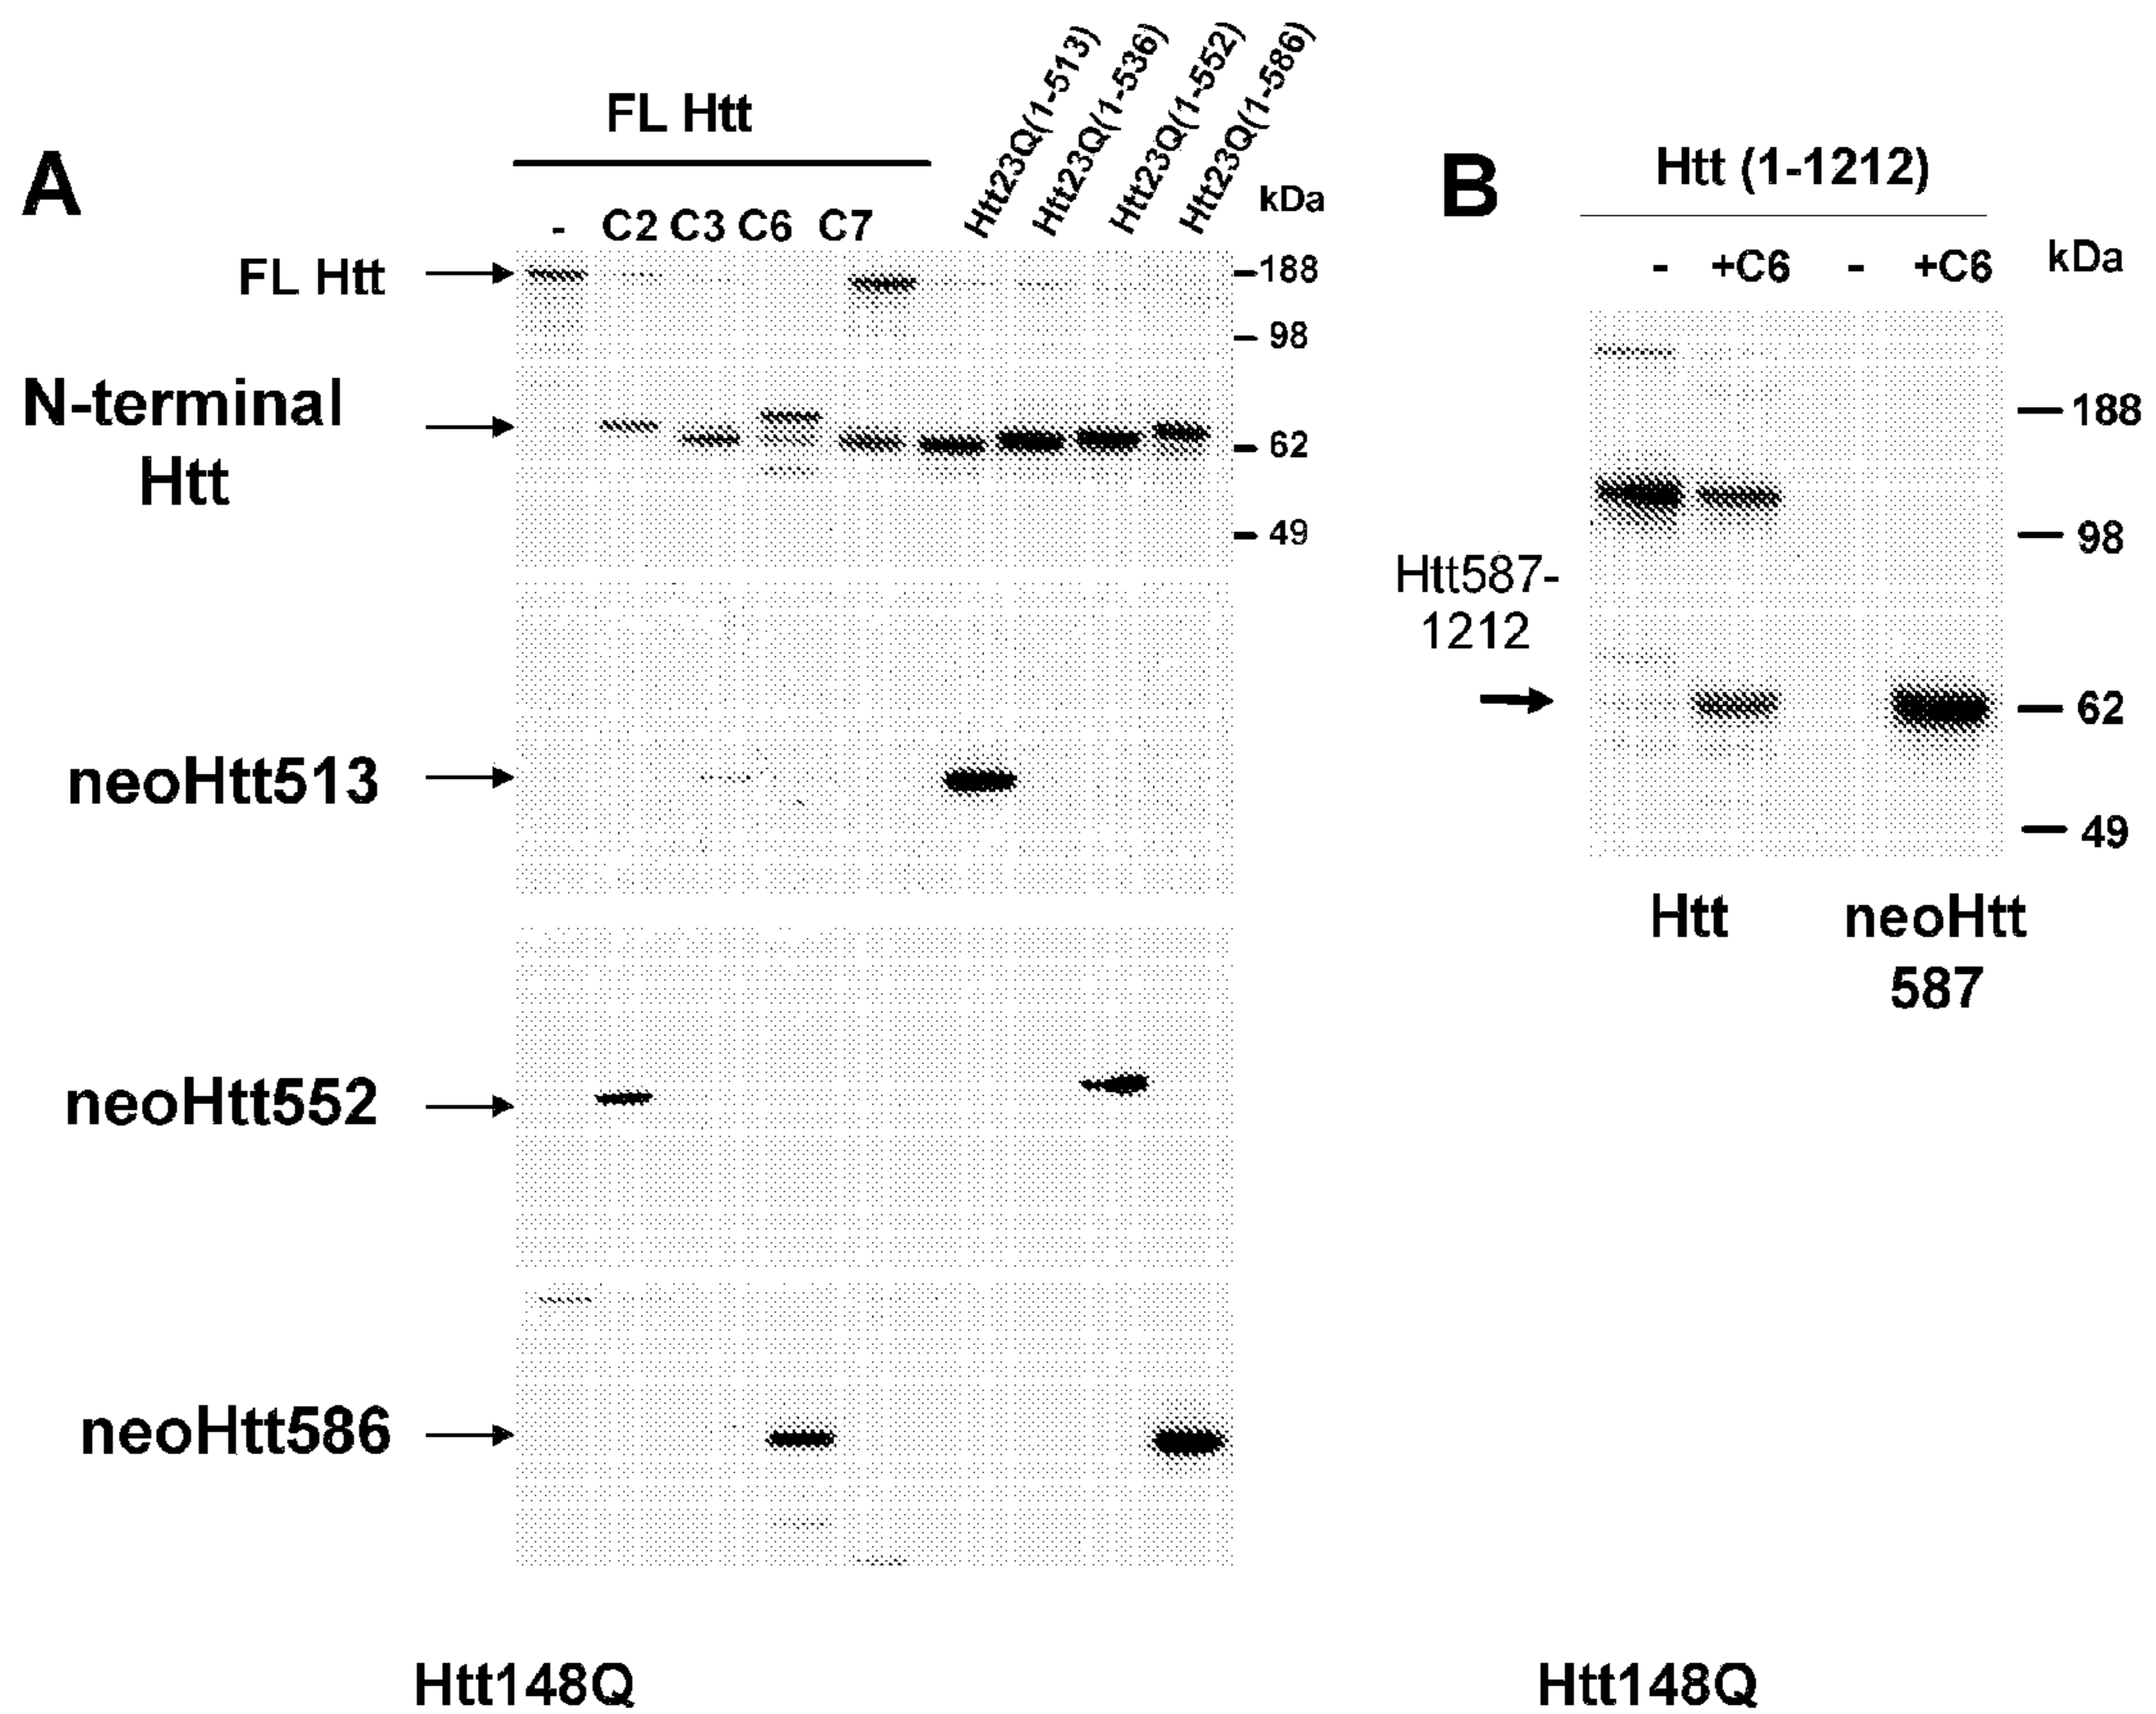 A
FL Htt
- C2 C3 C6 C7
Htt23Q(1-513)
Htt23Q(1-536)
Htt23Q(1-552)
Htt23Q(1-586)
kDa
FL Htt
188
98
N-terminal
Htt
62
49
neoHtt513
neoHtt552
neoHtt586
Htt148Q
B
Htt (1-1212)
- +C6 - +C6 kDa
188
98
Htt587-
1212
62
49
Htt
neoHtt
587
Htt148Q